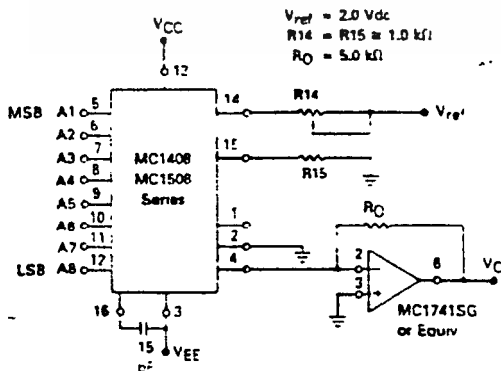 Vref = 2.0 Vdc
R14 = R15 ≅ 1.0 kΩ
RO = 5.0 kΩ
VCC
12
MSB A1 5 14 R14 Vref
A2 6
A3 7 MC1408 15
A4 8 MC1508 R15
A5 9 Series
A6 10 1 RO
A7 11 2
LSB A8 12 4 2 6 VO
3
16 3 MC1741SG
or Equiv
15 VEE
pF